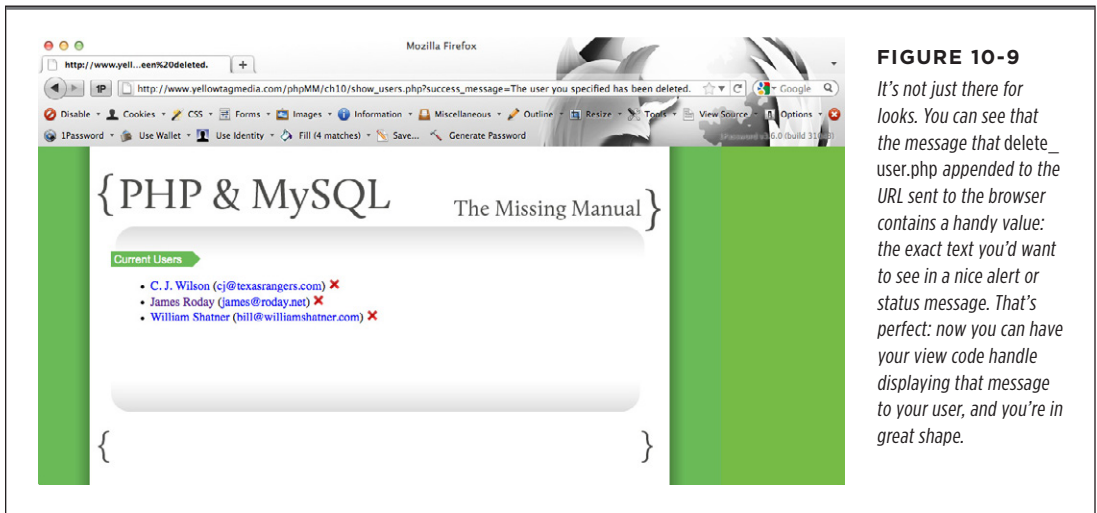 Mozilla Firefox
http://www.yell...een%20deleted. +
1P http://www.yellowtagmedia.com/phpMM/ch10/show_users.php?success_message=The user you specified has been deleted. Google
Disable Cookies CSS Forms Images Information Miscellaneous Outline Resize Tools View Source Options
1Password Use Wallet Use Identity Fill (4 matches) Save... Generate Password
{PHP & MySQL The Missing Manual}
Current Users
• C. J. Wilson (cj@texasrangers.com)
• James Roday (james@roday.net)
• William Shatner (bill@williamshatner.com)
{ }
FIGURE 10-9
It's not just there for
looks. You can see that
the message that delete_
user.php appended to the
URL sent to the browser
contains a handy value:
the exact text you'd want
to see in a nice alert or
status message. That's
perfect: now you can have
your view code handle
displaying that message
to your user, and you're in
great shape.